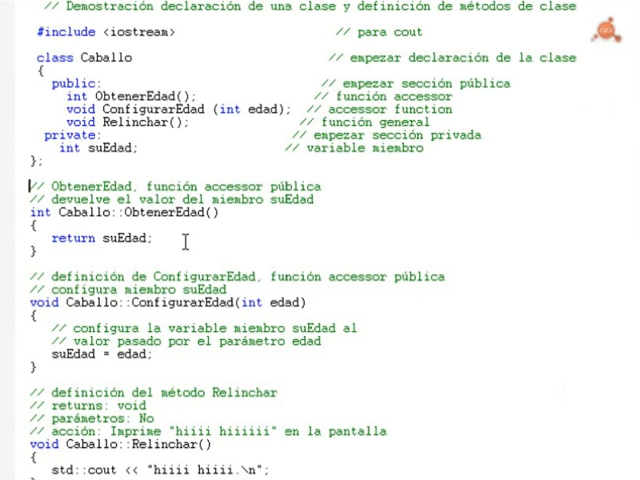 // Demostración declaración de una clase y definición de métodos de clase
#include <iostream> // para cout
class Caballo // empezar declaración de la clase
{
public: // empezar sección pública
int ObtenerEdad(); // función accessor
void ConfigurarEdad (int edad); // accessor function
void Relinchar(); // función general
private: // empezar sección privada
int suEdad; // variable miembro
};
// ObtenerEdad, función accessor pública
// devuelve el valor del miembro suEdad
int Caballo::ObtenerEdad()
{
return suEdad;
}
// definición de ConfigurarEdad, función accessor pública
// configura miembro suEdad
void Caballo::ConfigurarEdad(int edad)
{
// configura la variable miembro suEdad al
// valor pasado por el parámetro edad
suEdad = edad;
}
// definición del método Relinchar
// returns: void
// parámetros: No
// acción: Imprime "hiiii hiiiiii" en la pantalla
void Caballo::Relinchar()
{
std::cout << "hiiii hiiii.\n";